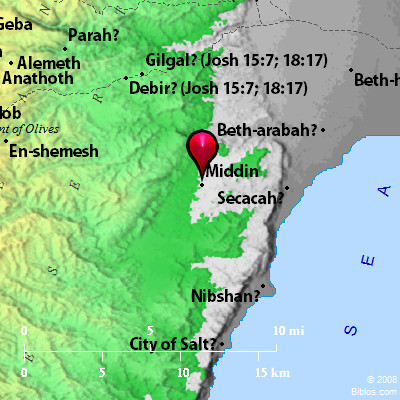 Geba
Parah?
Gilgal? (Josh 15:7; 18:17)
Alemeth
Anathoth
Debir? (Josh 15:7; 18:17)
Beth-h
ob
nt of Olives
Beth-arabah?
En-shemesh
Middin
Secacah?
S E A
Nibshan?
0 5 10 mi
City of Salt?
0 5 10 15 km
© 2008
Biblos.com